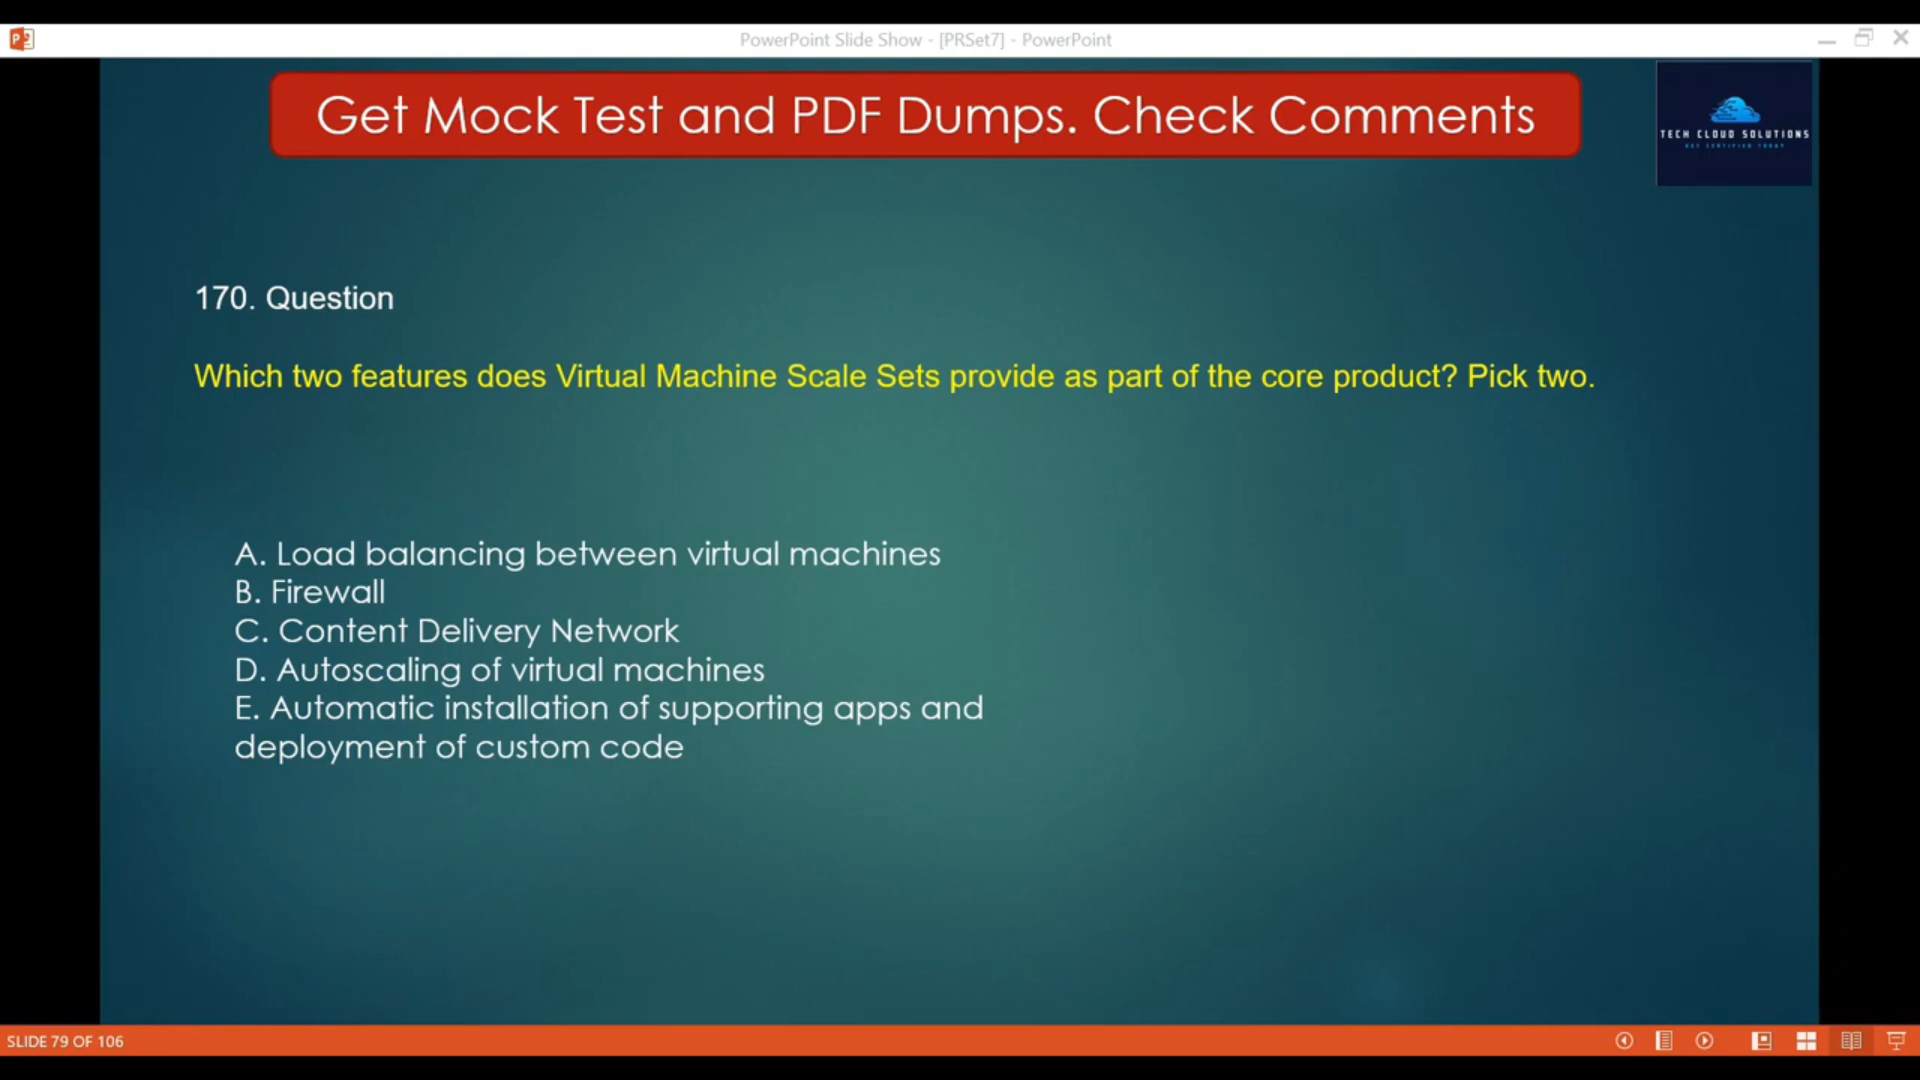 PowerPoint Slide Show - [PRSet7] - PowerPoint
Get Mock Test and PDF Dumps. Check Comments
TECH CLOUD SOLUTIONS
GET CERTIFIED TODAY
170. Question
Which two features does Virtual Machine Scale Sets provide as part of the core product? Pick two.
A. Load balancing between virtual machines
B. Firewall
C. Content Delivery Network
D. Autoscaling of virtual machines
E. Automatic installation of supporting apps and
deployment of custom code
SLIDE 79 OF 106